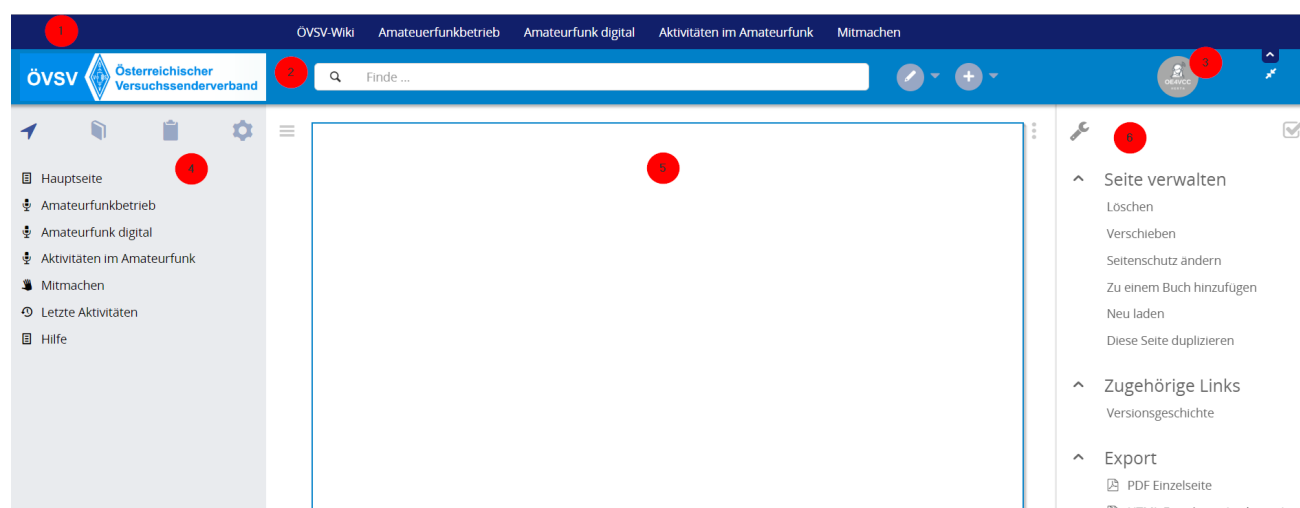 1
ÖVSV-Wiki Amateuerfunkbetrieb Amateurfunk digital Aktivitäten im Amateurfunk Mitmachen
ÖVSV
Österreichischer
Versuchssenderverband
2
Finde ...
OE4VCC
3
4
5
6
Hauptseite
Amateurfunkbetrieb
Amateurfunk digital
Aktivitäten im Amateurfunk
Mitmachen
Letzte Aktivitäten
Hilfe
Seite verwalten
Löschen
Verschieben
Seitenschutz ändern
Zu einem Buch hinzufügen
Neu laden
Diese Seite duplizieren
Zugehörige Links
Versionsgeschichte
Export
PDF Einzelseite